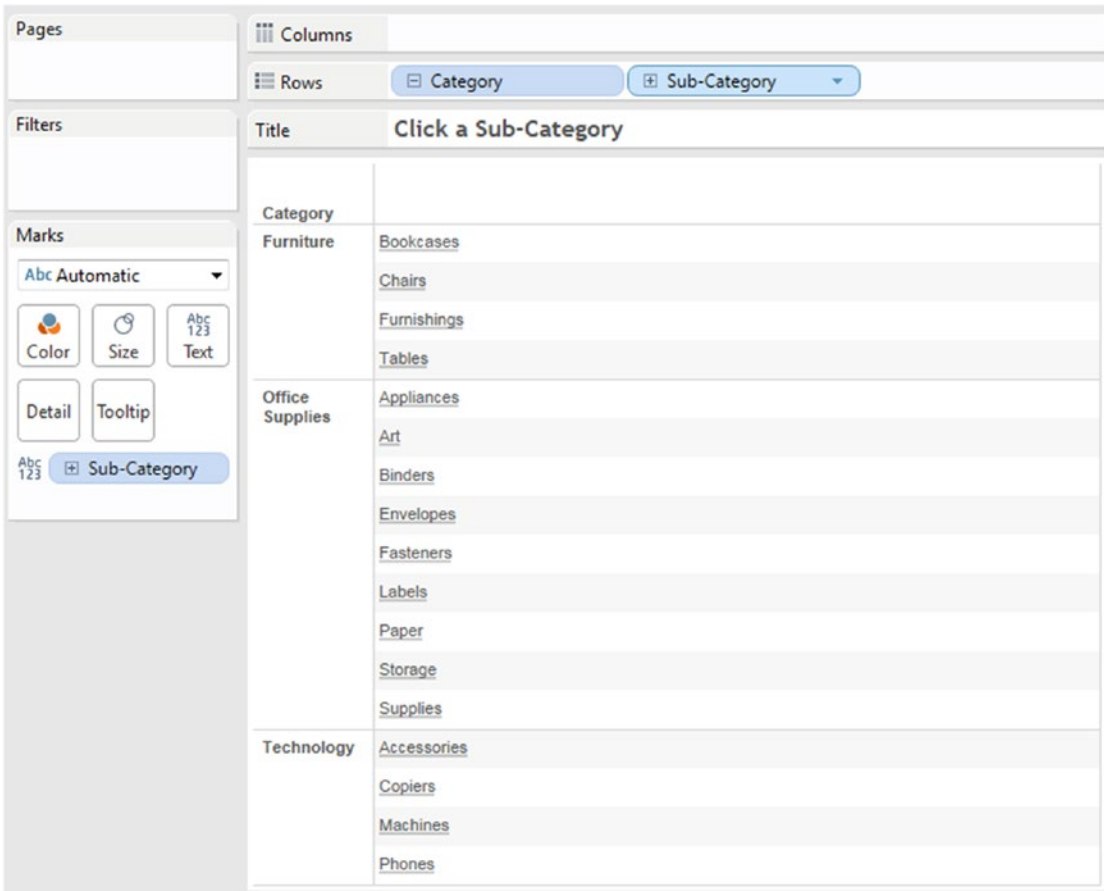 Pages
Columns
Rows
Category
Sub-Category
Filters
Title
Click a Sub-Category
Category
Marks
Abc Automatic
Color
Size
Abc
123
Text
Detail
Tooltip
Abc
123
Sub-Category
Furniture
Bookcases
Chairs
Furnishings
Tables
Office
Supplies
Appliances
Art
Binders
Envelopes
Fasteners
Labels
Paper
Storage
Supplies
Technology
Accessories
Copiers
Machines
Phones